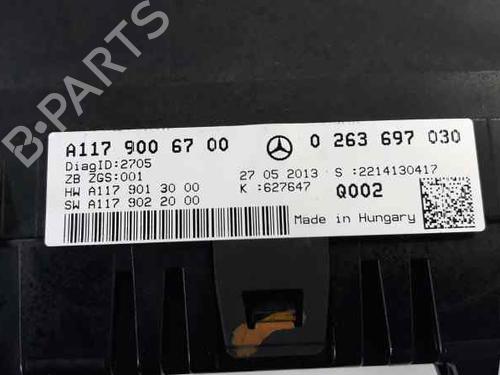 A117 900 67 00 0 263 697 030
DiagID:2705
ZB ZGS:001 27 05 2013 S :2214130417
HW A117 901 30 00 K :627647 Q002
SW A117 902 20 00
Made in Hungary
B-PARTS